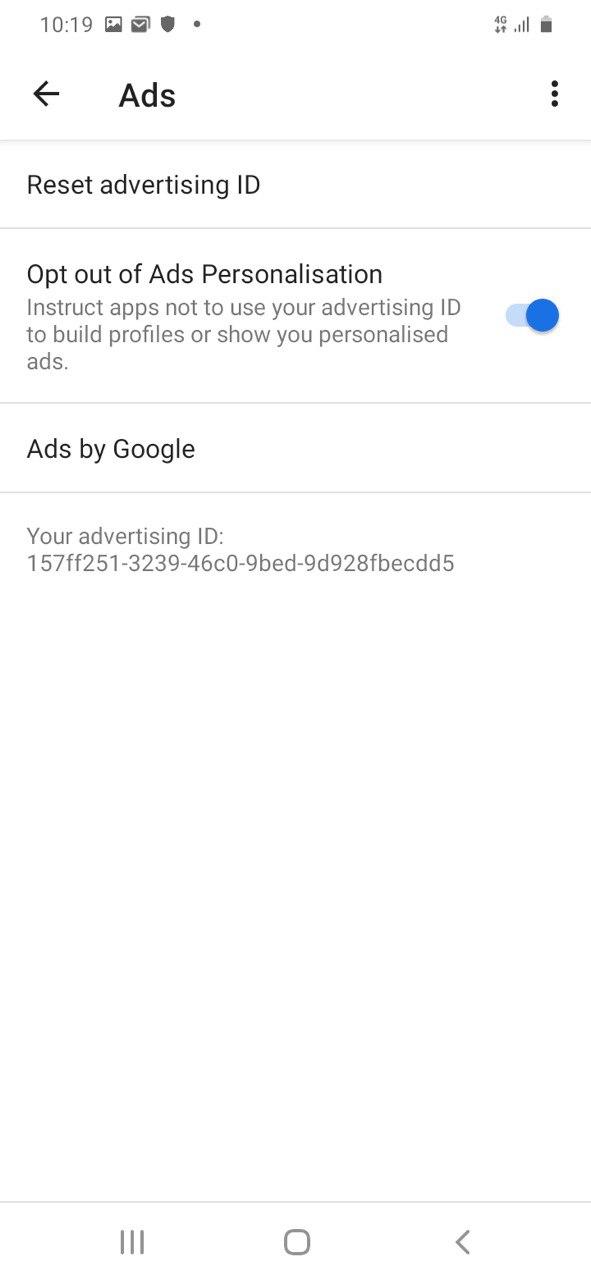 10:19
4G
Ads
Reset advertising ID
Opt out of Ads Personalisation
Instruct apps not to use your advertising ID
to build profiles or show you personalised
ads.
Ads by Google
Your advertising ID:
157ff251-3239-46c0-9bed-9d928fbecdd5